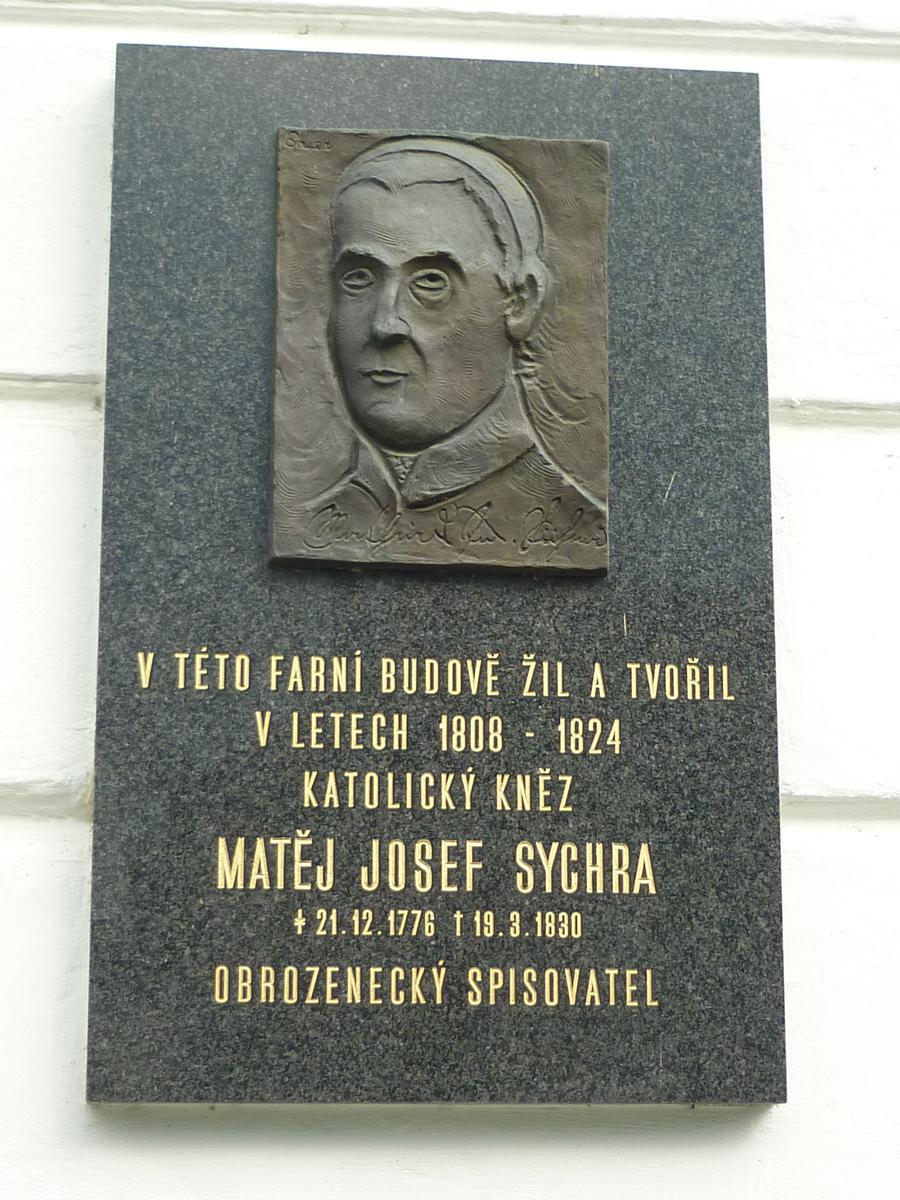 V TÉTO FARNÍ BUDOVĚ ŽIL A TVOŘIL
V LETECH 1808 - 1824
KATOLICKÝ KNĚZ
MATĚJ JOSEF SYCHRA
* 21.12.1776 † 19.3.1830
OBROZENECKÝ SPISOVATEL